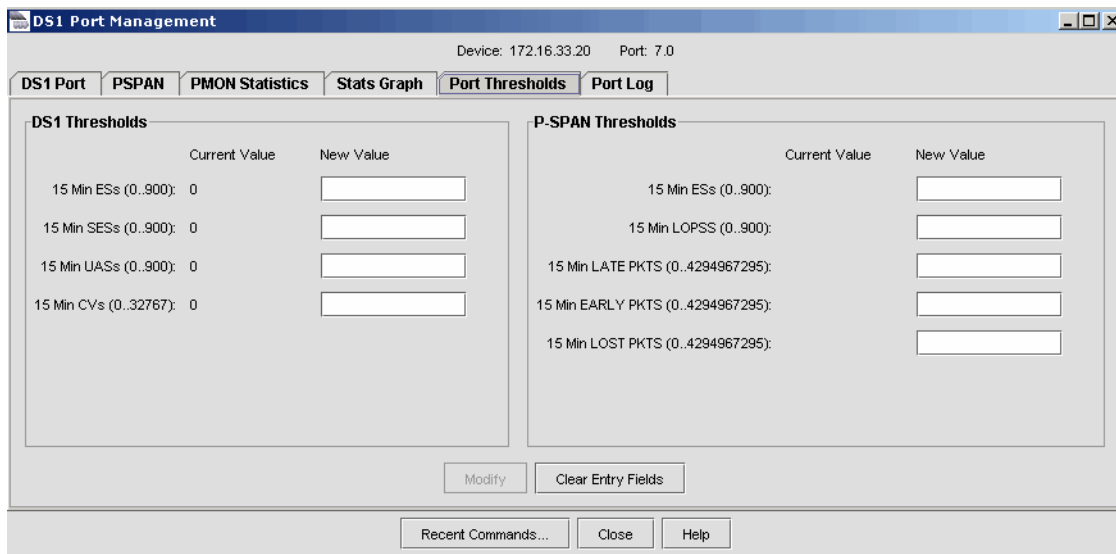 DS1 Port Management
Device: 172.16.33.20 Port: 7.0
DS1 Port PSPAN PMON Statistics Stats Graph Port Thresholds Port Log
DS1 Thresholds
Current Value New Value
15 Min ESs (0..900): 0
15 Min SESs (0..900): 0
15 Min UASs (0..900): 0
15 Min CVs (0..32767): 0
P-SPAN Thresholds
Current Value New Value
15 Min ESs (0..900):
15 Min LOPSS (0..900):
15 Min LATE PKTS (0..4294967295):
15 Min EARLY PKTS (0..4294967295):
15 Min LOST PKTS (0..4294967295):
Modify Clear Entry Fields
Recent Commands... Close Help